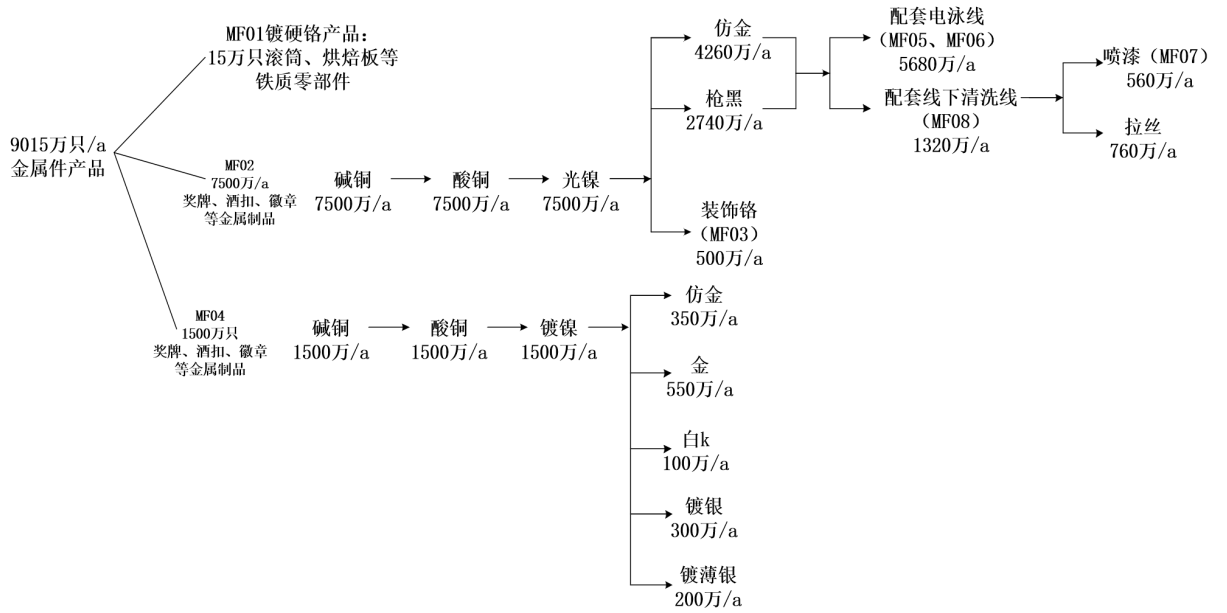 9015万只/a
金属件产品
MF01镀硬铬产品：
15万只滚筒、烘焙板等
铁质零部件
MF02
7500万/a
奖牌、酒扣、徽章
等金属制品
碱铜
7500万/a
酸铜
7500万/a
光镍
7500万/a
仿金
4260万/a
枪黑
2740万/a
装饰铬
（MF03）
500万/a
配套电泳线
（MF05、MF06）
5680万/a
配套线下清洗线
（MF08）
1320万/a
喷漆（MF07）
560万/a
拉丝
760万/a
MF04
1500万只
奖牌、酒扣、徽章
等金属制品
碱铜
1500万/a
酸铜
1500万/a
镀镍
1500万/a
仿金
350万/a
金
550万/a
白k
100万/a
镀银
300万/a
镀薄银
200万/a